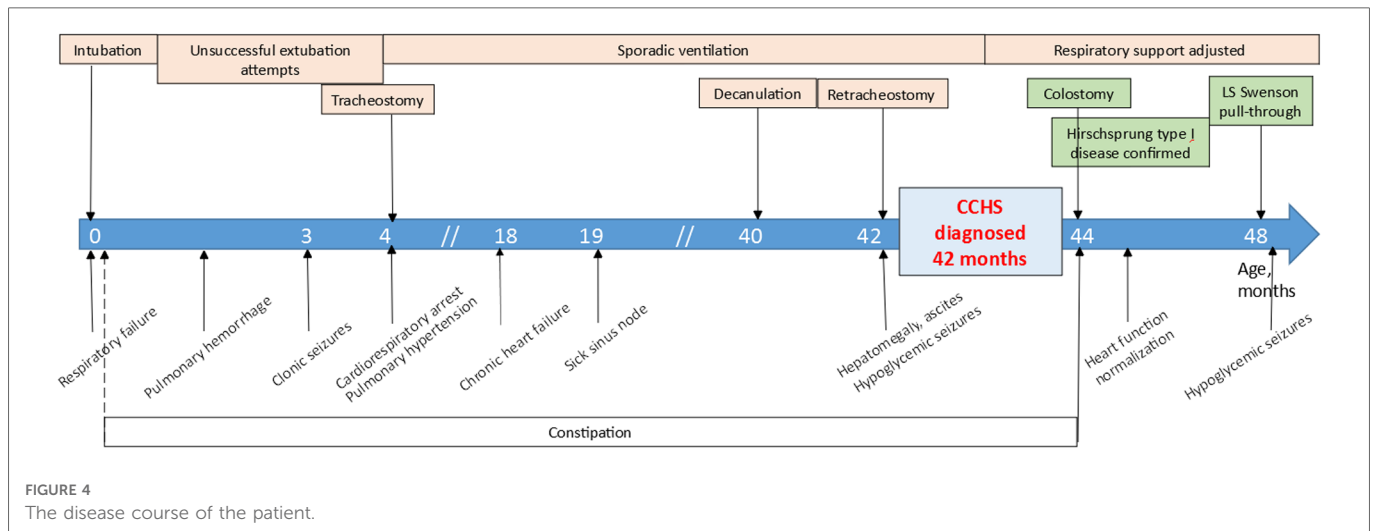 Intubation
Unsuccessful extubation
attempts
Sporadic ventilation
Respiratory support adjusted
Tracheostomy
Decanulation
Retracheostomy
Colostomy
LS Swenson
pull-through
Hirschsprung type I
disease confirmed
0
3
4
//
18
19
//
40
42
CCHS
diagnosed
42 months
44
48
Age,
months
Respiratory failure
Pulmonary hemorrhage
Clonic seizures
Cardiorespiratory arrest
Pulmonary hypertension
Chronic heart failure
Sick sinus node
Hepatomegaly, ascites
Hypoglycemic seizures
Heart function
normalization
Hypoglycemic seizures
Constipation
FIGURE 4
The disease course of the patient.